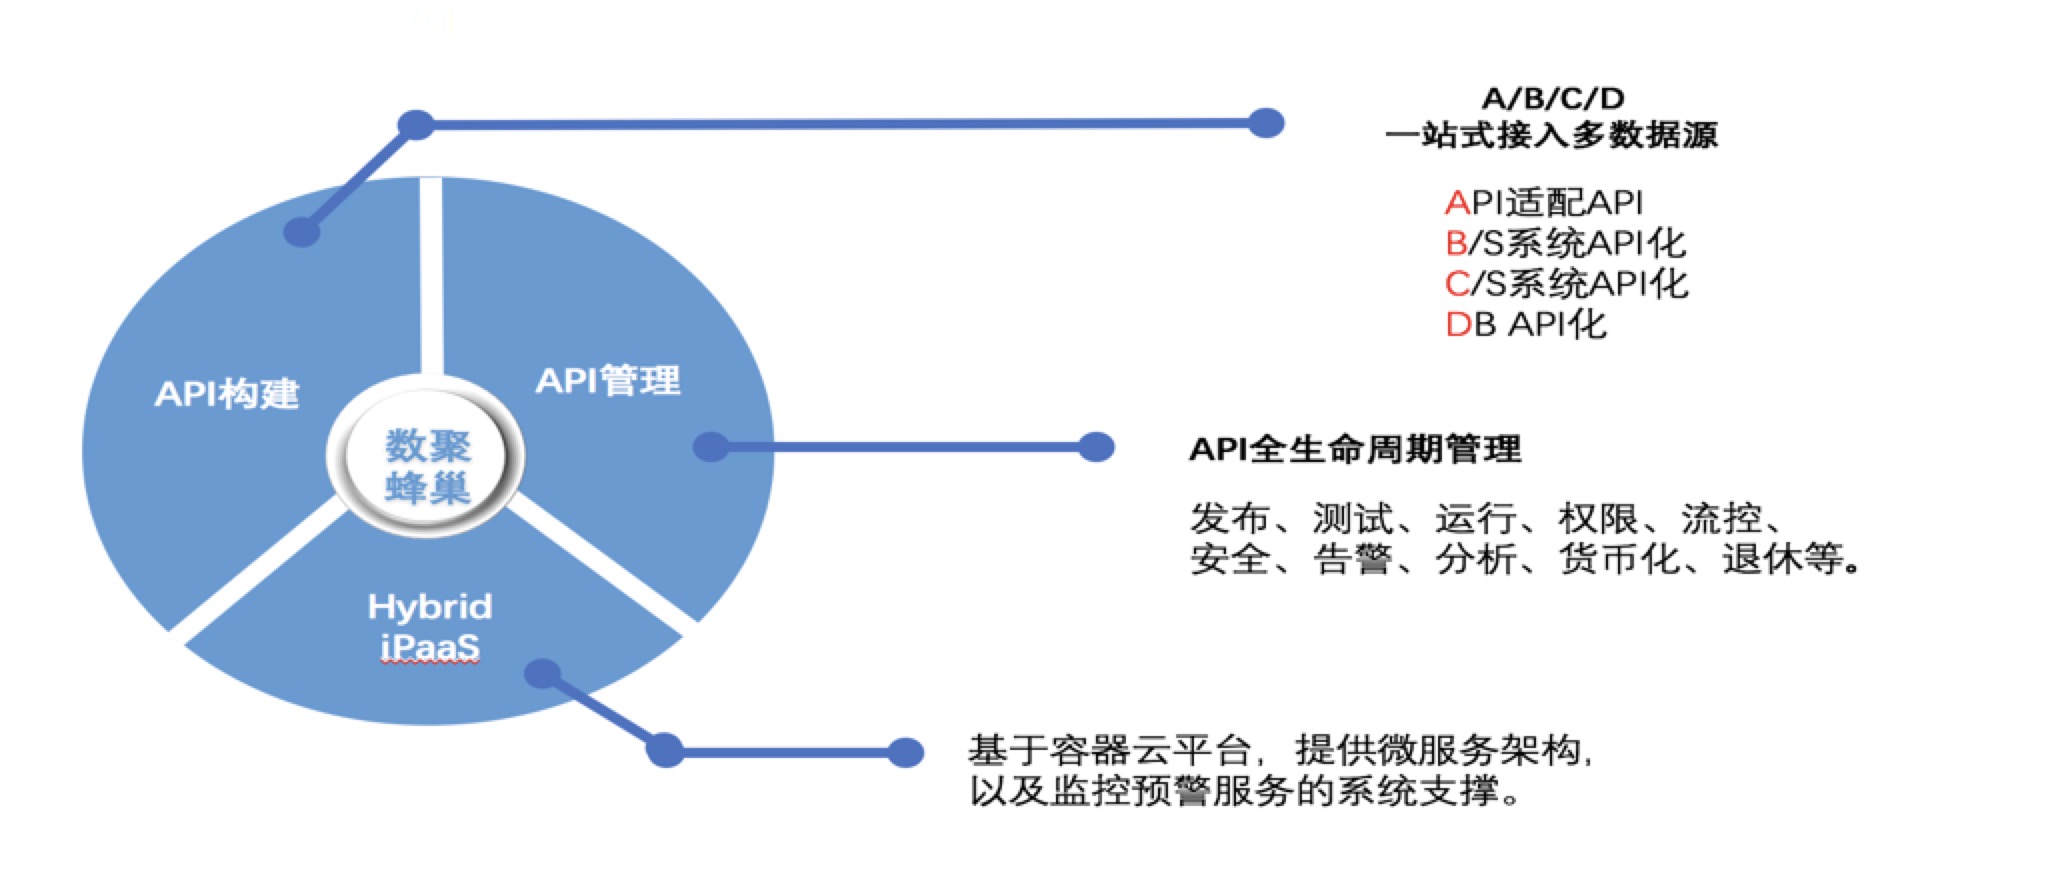 A/B/C/D
一站式接入多数据源
API适配API
B/S系统API化
C/S系统API化
DB API化
API构建
API管理
数聚
蜂巢
API全生命周期管理
发布、测试、运行、权限、流控、
安全、告警、分析、货币化、退休等。
Hybrid
iPaaS
基于容器云平台，提供微服务架构，
以及监控预警服务的系统支撑。